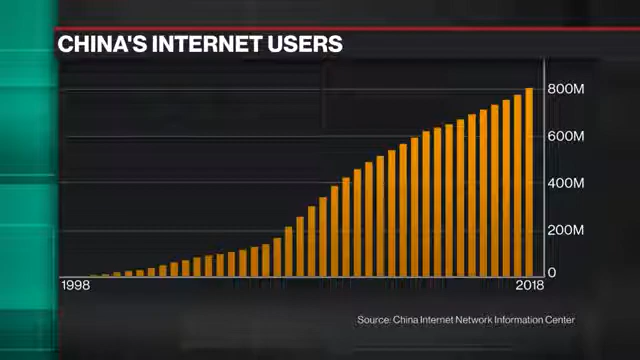 CHINA'S INTERNET USERS
800M
600M
400M
200M
0
1998 2018
Source: China Internet Network Information Center